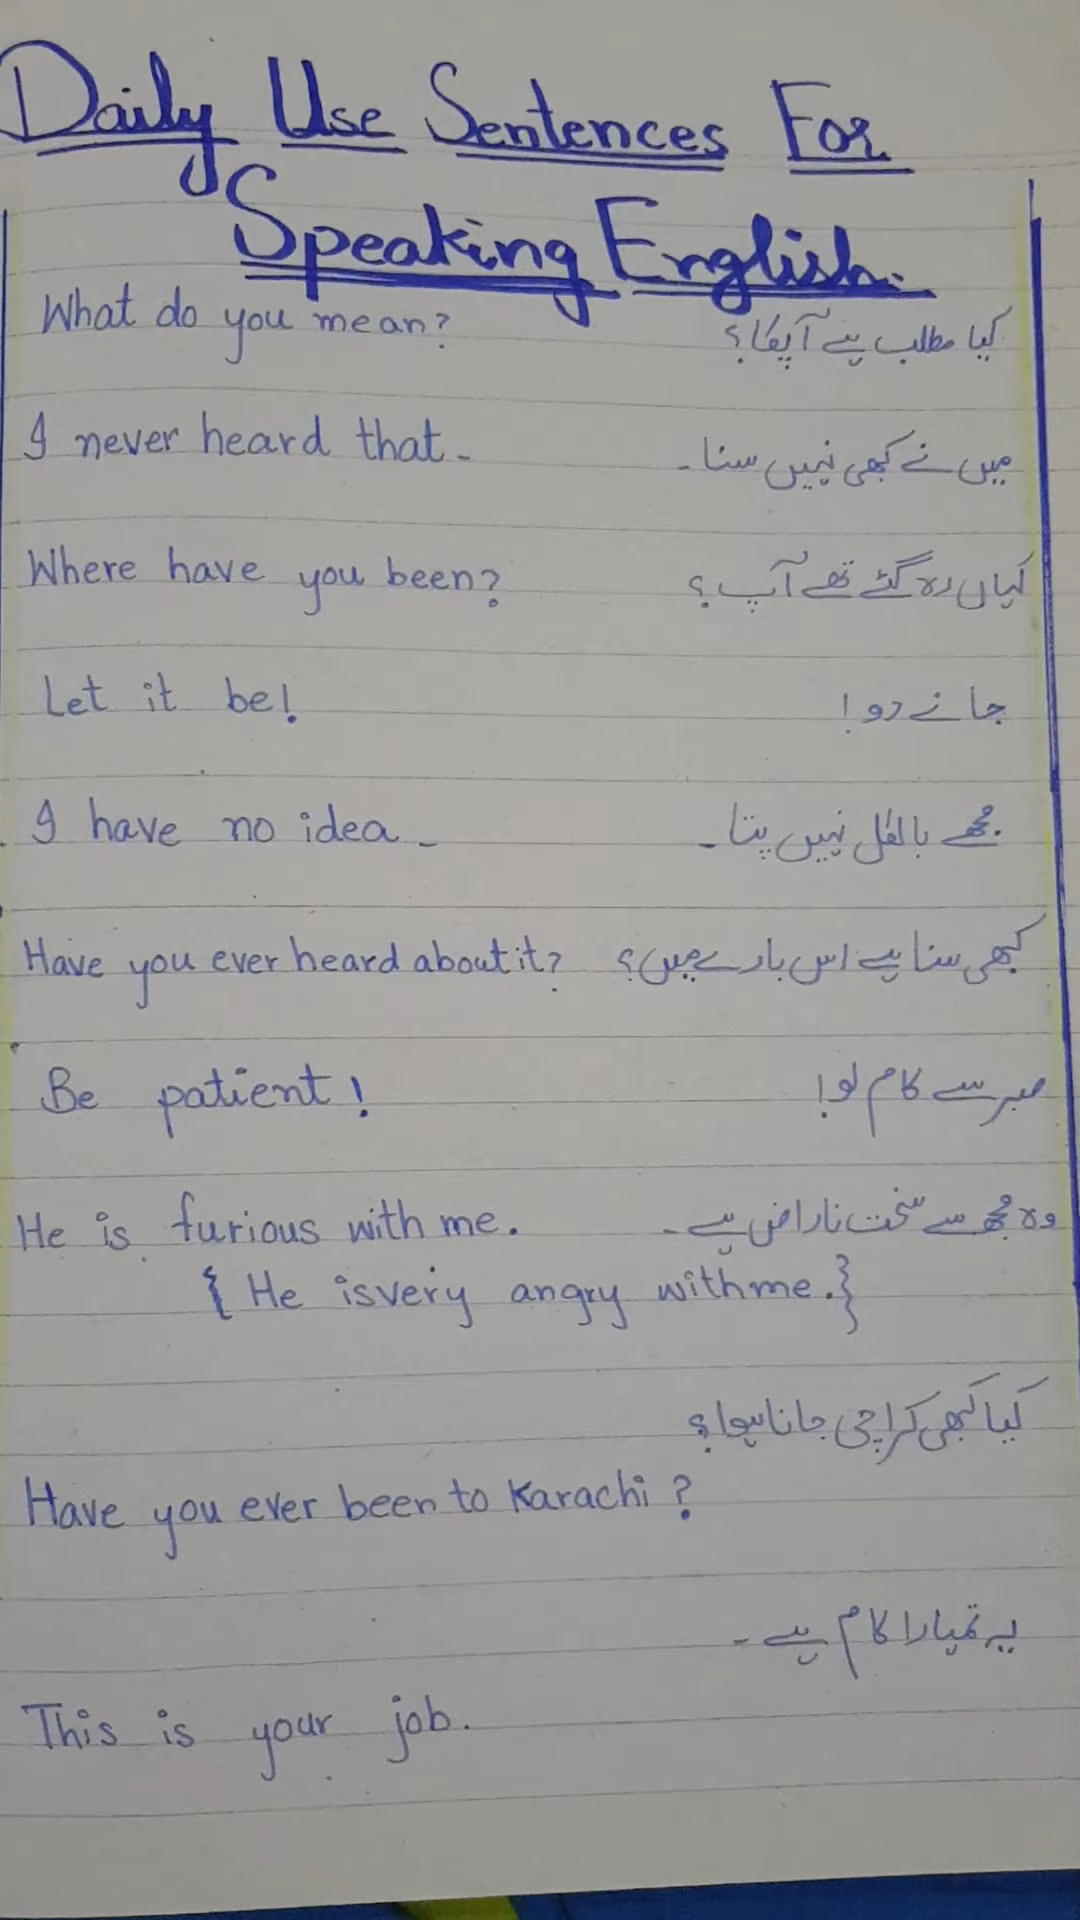 Daily Use Sentences For
Speaking English.
What do you mean? کیا مطلب ہے آپکا؟
I never heard that. میں نے کبھی نہیں سنا۔
Where have you been? کہاں رہ گئے تھے آپ؟
Let it be! جانے دو!
I have no idea. مجھے بالکل نہیں پتا۔
Have you ever heard about it? کبھی سنا ہے اس بارے میں؟
Be patient! صبر سے کام لو!
He is furious with me. وہ مجھ سے سخت ناراض ہے۔
{ He is very angry with me. }
کیا کبھی کراچی جانا ہوا؟
Have you ever been to Karachi?
یہ تمہارا کام ہے۔
This is your job.